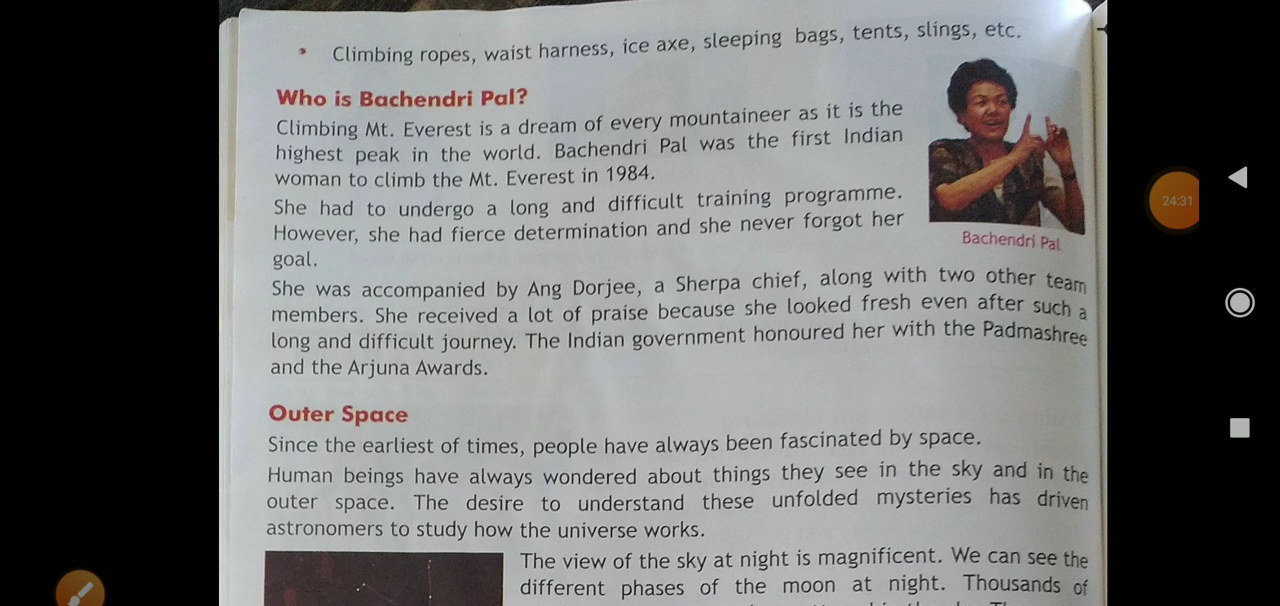 Climbing ropes, waist harness, ice axe, sleeping bags, tents, slings, etc.
Who is Bachendri Pal?
Climbing Mt. Everest is a dream of every mountaineer as it is the
highest peak in the world. Bachendri Pal was the first Indian
woman to climb the Mt. Everest in 1984.
She had to undergo a long and difficult training programme.
However, she had fierce determination and she never forgot her
goal.
Bachendri Pal
She was accompanied by Ang Dorjee, a Sherpa chief, along with two other team
members. She received a lot of praise because she looked fresh even after such a
long and difficult journey. The Indian government honoured her with the Padmashree
and the Arjuna Awards.
Outer Space
Since the earliest of times, people have always been fascinated by space.
Human beings have always wondered about things they see in the sky and in the
outer space. The desire to understand these unfolded mysteries has driven
astronomers to study how the universe works.
The view of the sky at night is magnificent. We can see the
different phases of the moon at night. Thousands of
24:31